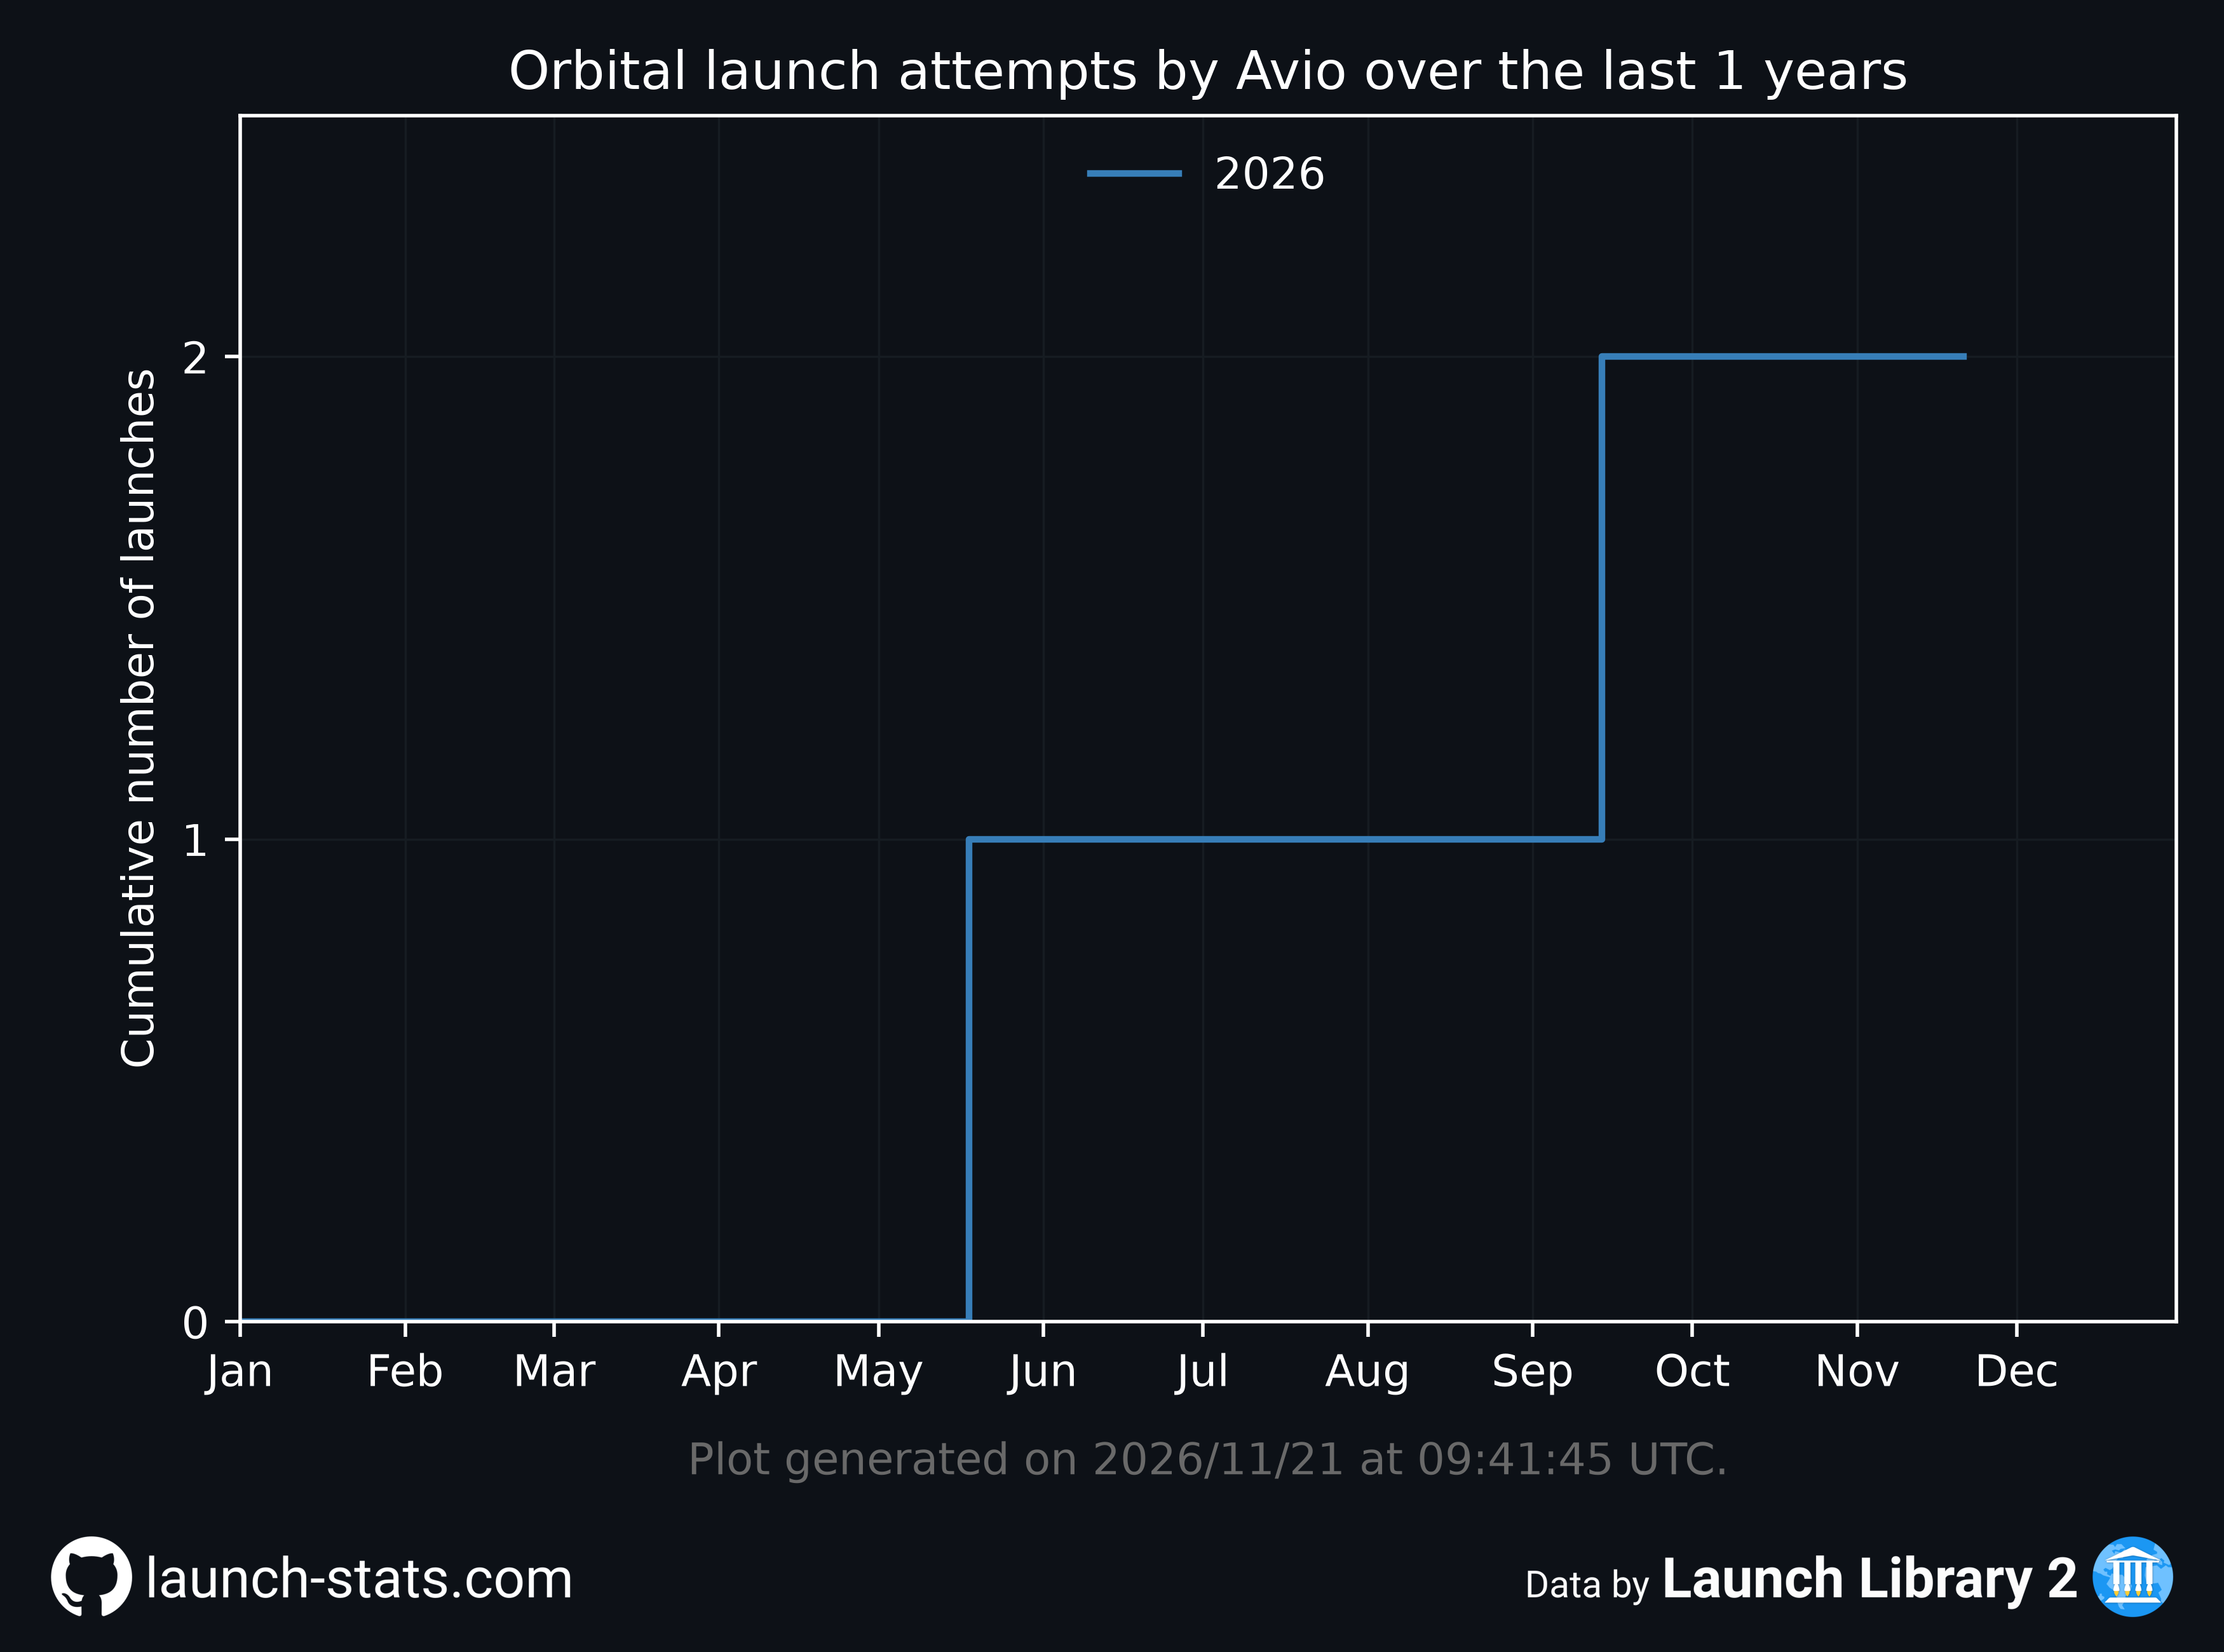 Orbital launch attempts by Avio over the last 1 years
2026
Cumulative number of launches
2
1
0
Jan Feb Mar Apr May Jun Jul Aug Sep Oct Nov Dec
Plot generated on 2026/11/21 at 09:41:45 UTC.
launch-stats.com
Data by Launch Library 2